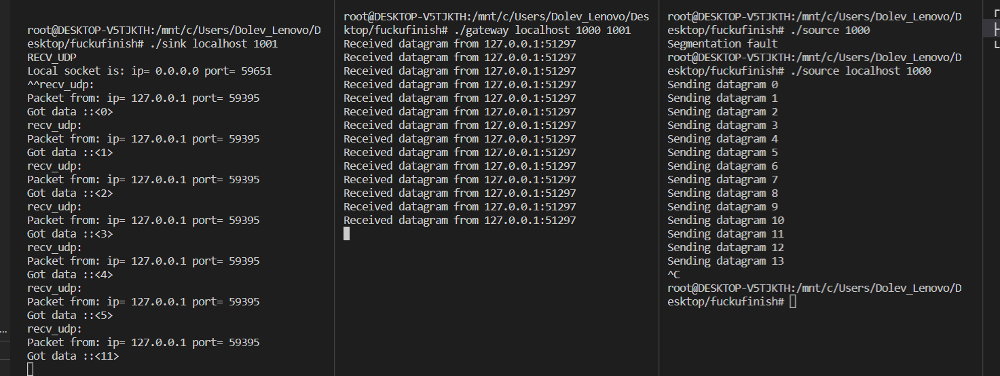 root@DESKTOP-V5TJKTH:/mnt/c/Users/Dolev_Lenovo/D
esktop/fuckufinish# ./sink localhost 1001
RECV_UDP
Local socket is: ip= 0.0.0.0 port= 59651
^^recv_udp:
Packet from: ip= 127.0.0.1 port= 59395
Got data ::<0>
recv_udp:
Packet from: ip= 127.0.0.1 port= 59395
Got data ::<1>
recv_udp:
Packet from: ip= 127.0.0.1 port= 59395
Got data ::<2>
recv_udp:
Packet from: ip= 127.0.0.1 port= 59395
Got data ::<3>
recv_udp:
Packet from: ip= 127.0.0.1 port= 59395
Got data ::<4>
recv_udp:
Packet from: ip= 127.0.0.1 port= 59395
Got data ::<5>
recv_udp:
Packet from: ip= 127.0.0.1 port= 59395
Got data ::<11>
root@DESKTOP-V5TJKTH:/mnt/c/Users/Dolev_Lenovo/Des
ktop/fuckufinish# ./gateway localhost 1000 1001
Received datagram from 127.0.0.1:51297
Received datagram from 127.0.0.1:51297
Received datagram from 127.0.0.1:51297
Received datagram from 127.0.0.1:51297
Received datagram from 127.0.0.1:51297
Received datagram from 127.0.0.1:51297
Received datagram from 127.0.0.1:51297
Received datagram from 127.0.0.1:51297
Received datagram from 127.0.0.1:51297
Received datagram from 127.0.0.1:51297
Received datagram from 127.0.0.1:51297
Received datagram from 127.0.0.1:51297
Received datagram from 127.0.0.1:51297
Received datagram from 127.0.0.1:51297
root@DESKTOP-V5TJKTH:/mnt/c/Users/Dolev_Lenovo/D
esktop/fuckufinish# ./source 1000
Segmentation fault
root@DESKTOP-V5TJKTH:/mnt/c/Users/Dolev_Lenovo/D
esktop/fuckufinish# ./source localhost 1000
Sending datagram 0
Sending datagram 1
Sending datagram 2
Sending datagram 3
Sending datagram 4
Sending datagram 5
Sending datagram 6
Sending datagram 7
Sending datagram 8
Sending datagram 9
Sending datagram 10
Sending datagram 11
Sending datagram 12
Sending datagram 13
^C
root@DESKTOP-V5TJKTH:/mnt/c/Users/Dolev_Lenovo/D
esktop/fuckufinish#